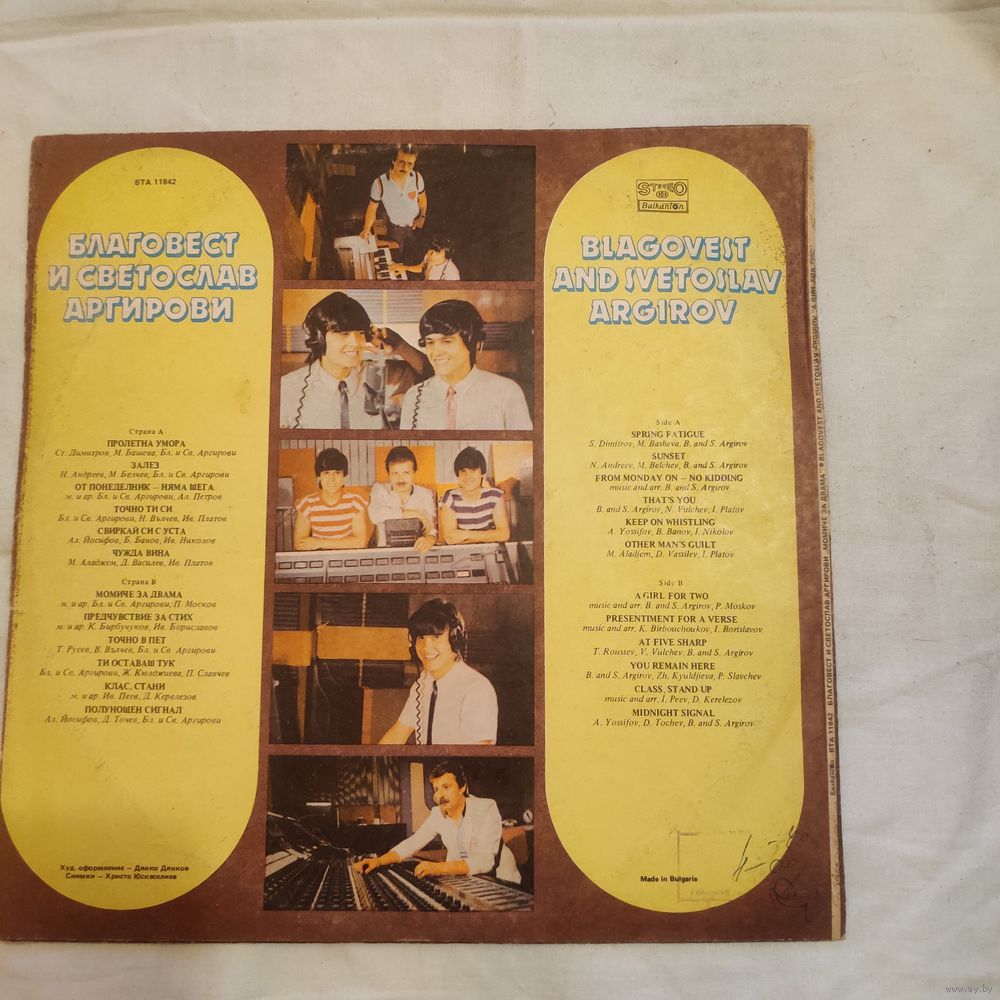 ВТА 11842
БЛАГОВЕСТ
И СВЕТОСЛАВ
АРГИРОВИ
Страна А
ПРОЛЕТНА УМОРА
Ст. Димитров, М. Башева, Бл. и Св. Аргирови
ЗАЛЕЗ
Н. Андреев, М. Белчев, Бл. и Св. Аргирови
ОТ ПОНЕДЕЛНИК – НЯМА ШЕГА
м. и ар. Бл. и Св. Аргирови, Ал. Петров
ТОЧНО ТИ СИ
Бл. и Св. Аргирови, Н. Вълчев, Ив. Платов
СВИРКАЙ СИ С УСТА
Ал. Йосифов, Б. Банов, Ив. Николов
ЧУЖДА ВИНА
М. Аладжем, Д. Василев, Ив. Платов
Страна В
МОМИЧЕ ЗА ДВАМА
м. и ар. Бл. и Св. Аргирови, П. Москов
ПРЕДЧУВСТВИЕ ЗА СТИХ
м. и ар. К. Бирбучуков, Ив. Бориславов
ТОЧНО В ПЕТ
Т. Русев, В. Вълчев, Бл. и Св. Аргирови
ТИ ОСТАВАШ ТУК
Бл. и Св. Аргирови, Ж. Кюлджиева, П. Славчев
КЛАС, СТАНИ
м. и ар. Ив. Пеев, Д. Керелезов
ПОЛУНОЩЕН СИГНАЛ
Ал. Йосифов, Д. Точев, Бл. и Св. Аргирови
Худ. оформление – Динко Динков
Снимки – Христо Юскеселиев
STEREO
Balkanton
BLAGOVEST
AND SVETOSLAV
ARGIROV
Side A
SPRING FATIGUE
S. Dimitrov, M. Basheva, B. and S. Argirov
SUNSET
N. Andreev, M. Belchev, B. and S. Argirov
FROM MONDAY ON – NO KIDDING
music and arr. B. and S. Argirov
THAT'S YOU
B. and S. Argirov, N. Vulchev, I. Platov
KEEP ON WHISTLING
A. Yossifov, B. Banov, I. Nikolov
OTHER MAN'S GUILT
M. Aladjem, D. Vassilev, I. Platov
Side B
A GIRL FOR TWO
music and arr. B. and S. Argirov, P. Moskov
PRESENTIMENT FOR A VERSE
music and arr. K. Birbouchoukov, I. Borislavov
AT FIVE SHARP
T. Roussev, V. Vulchev, B. and S. Argirov
YOU REMAIN HERE
B. and S. Argirov, Zh, Kyuldjieva, P. Slavchev
CLASS, STAND UP
music and arr. I. Peev, D. Kerelezov
MIDNIGHT SIGNAL
A. Yossifov, D. Tochev, B. and S. Argirov
Made in Bulgaria
Balkanton · ВТА 11842 БЛАГОВЕСТ И СВЕТОСЛАВ АРГИРОВИ „МОМИЧЕ ЗА ДВАМА" BLAGOVEST AND SVETOSLAV ARGIROV "A GIRL FOR TWO"
www.ay.by